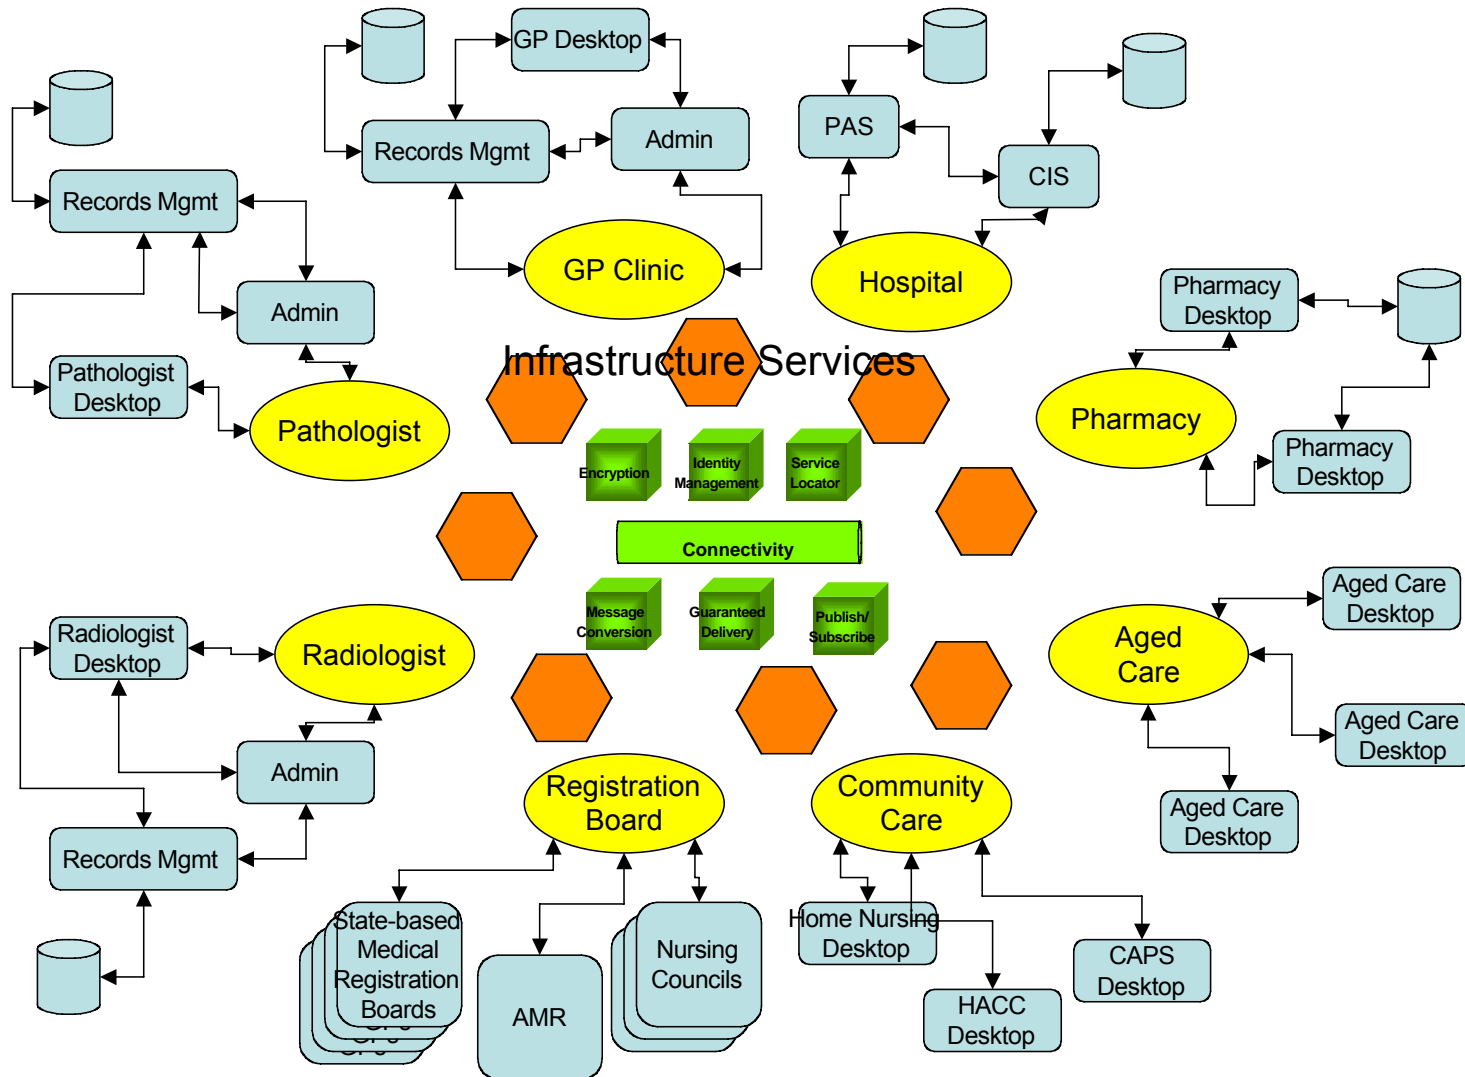 GP Desktop
Records Mgmt
Admin
PAS
CIS
Records Mgmt
Admin
Pathologist
Desktop
GP Clinic
Hospital
Pharmacy
Desktop
Infrastructure Services
Pathologist
Pharmacy
Pharmacy
Desktop
Encryption
Identity
Management
Service
Locator
Connectivity
Message
Conversion
Guaranteed
Delivery
Publish/
Subscribe
Radiologist
Desktop
Radiologist
Admin
Records Mgmt
Aged
Care
Aged Care
Desktop
Aged Care
Desktop
Aged Care
Desktop
Registration
Board
Community
Care
State-based
Medical
Registration
Boards
AMR
Nursing
Councils
Home Nursing
Desktop
HACC
Desktop
CAPS
Desktop